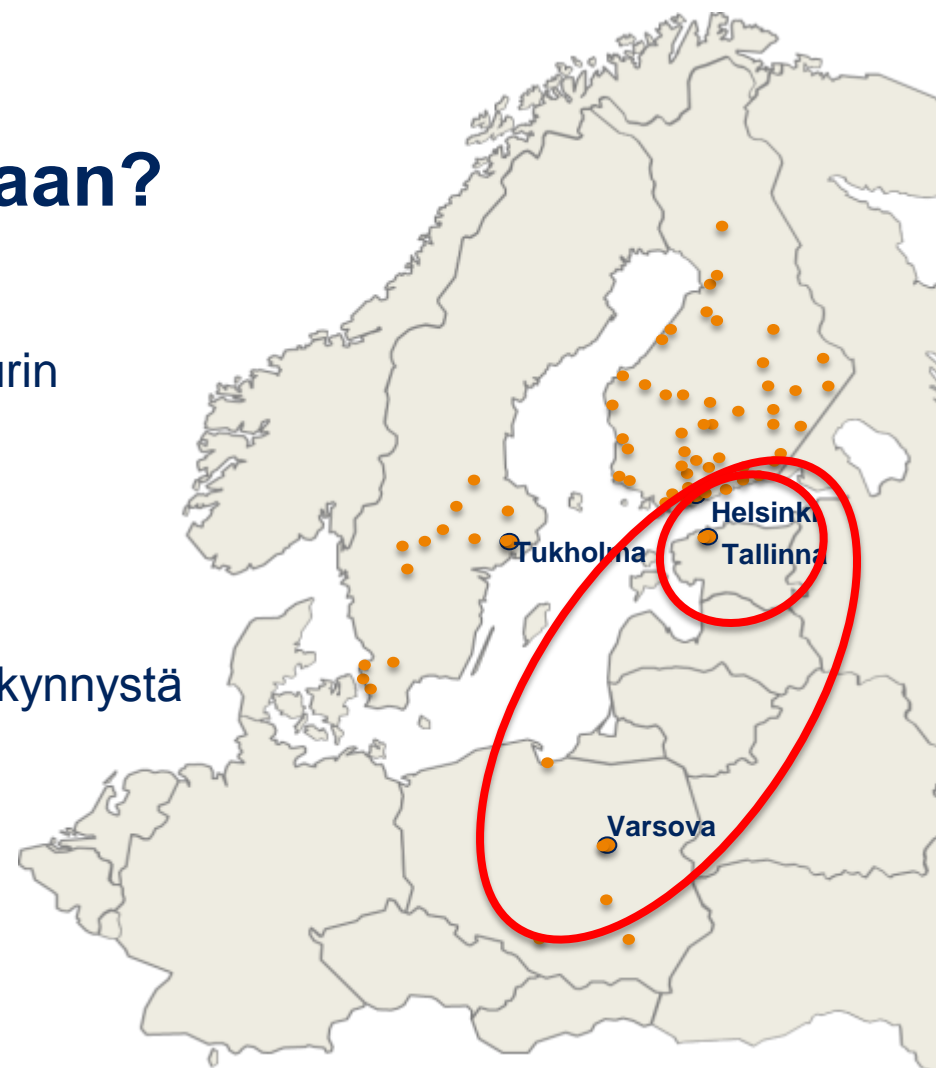 aan?
urin
Helsinki
Tukholma
Tallinna
kynnystä
Varsova